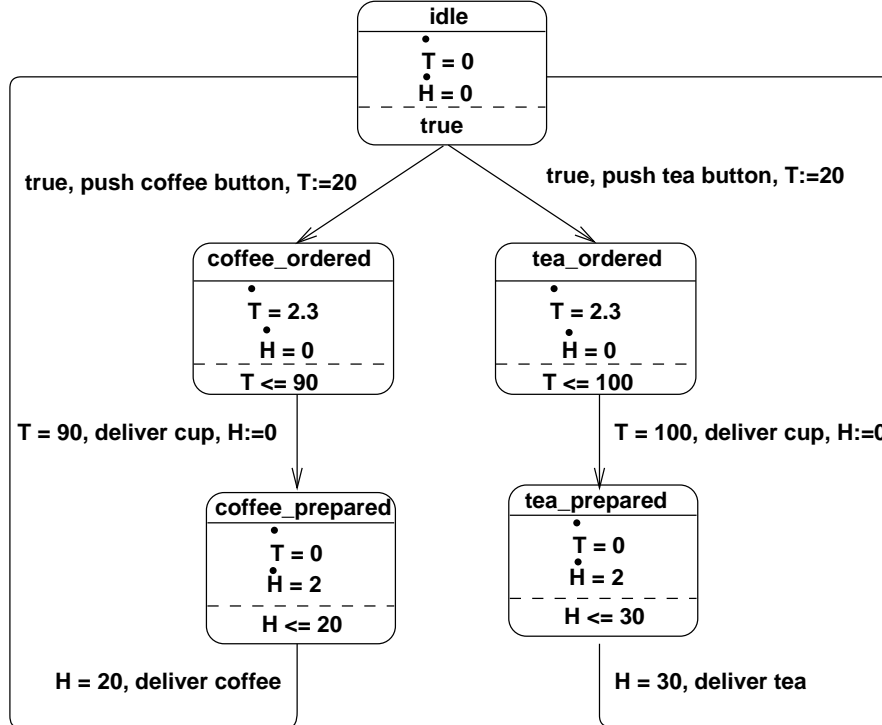 idle
Ṫ = 0
Ḣ = 0
true
true, push coffee button, T:=20
true, push tea button, T:=20
coffee_ordered
Ṫ = 2.3
Ḣ = 0
T <= 90
tea_ordered
Ṫ = 2.3
Ḣ = 0
T <= 100
T = 90, deliver cup, H:=0
T = 100, deliver cup, H:=0
coffee_prepared
Ṫ = 0
Ḣ = 2
H <= 20
tea_prepared
Ṫ = 0
Ḣ = 2
H <= 30
H = 20, deliver coffee
H = 30, deliver tea